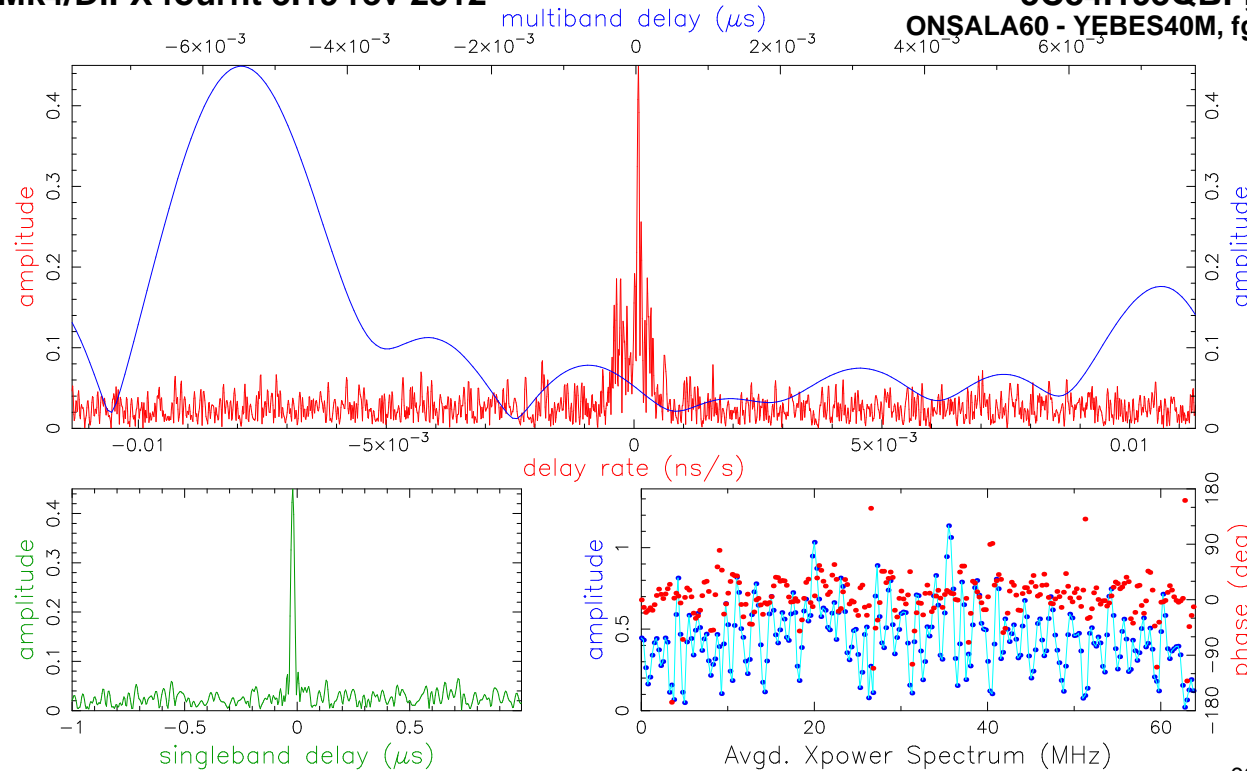 multiband delay (μs)
ONSALA60 - YEBES40M, fg
−6×10⁻³ −4×10⁻³ −2×10⁻³ 0 2×10⁻³ 4×10⁻³ 6×10⁻³
amplitude
0 0.1 0.2 0.3 0.4
0 0.1 0.2 0.3 0.4
amplitude
−0.01 −5×10⁻³ 0 5×10⁻³ 0.01
delay rate (ns/s)
amplitude
0 0.1 0.2 0.3 0.4
−1 −0.5 0 0.5
singleband delay (μs)
amplitude
0 0.5 1
−180 −90 0 90 180
phase (deg)
0 20 40 60
Avgd. Xpower Spectrum (MHz)